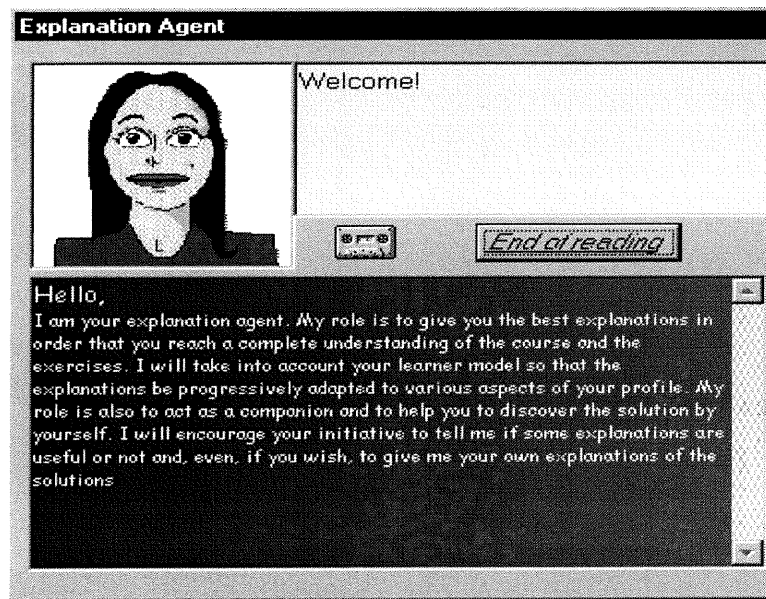 Explanation Agent
Welcome!
End of reading
Hello,
I am your explanation agent. My role is to give you the best explanations in
order that you reach a complete understanding of the course and the
exercises. I will take into account your learner model so that the
explanations be progressively adapted to various aspects of your profile. My
role is also to act as a companion and to help you to discover the solution by
yourself. I will encourage your initiative to tell me if some explanations are
useful or not and, even, if you wish, to give me your own explanations of the
solutions